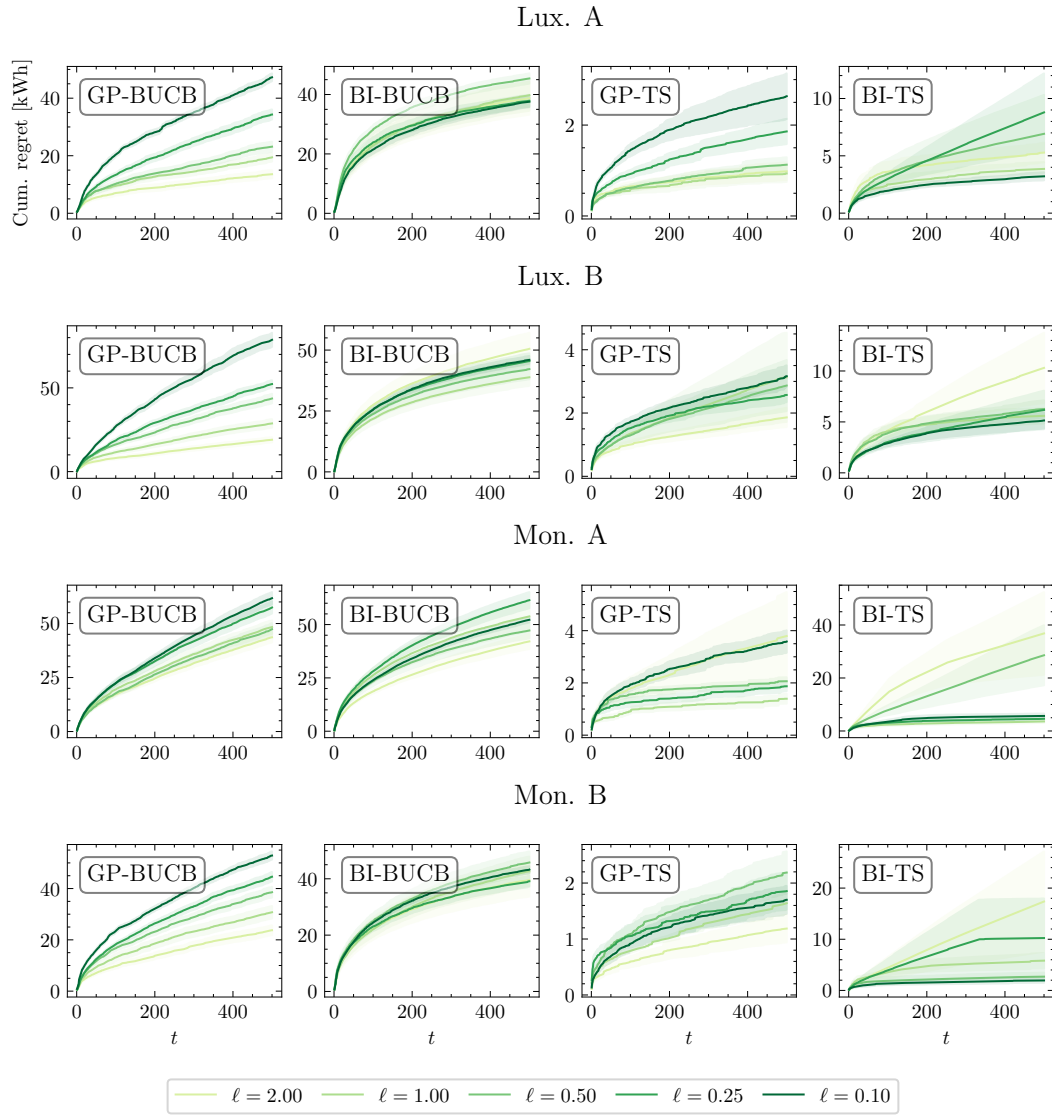 Lux. A
Cum. regret [kWh]
GP-BUCB
BI-BUCB
GP-TS
BI-TS
40
20
0
40
20
0
2
0
10
5
0
0 200 400
0 200 400
0 200 400
0 200 400
Lux. B
GP-BUCB
BI-BUCB
GP-TS
BI-TS
50
0
50
25
0
4
2
0
10
5
0
0 200 400
0 200 400
0 200 400
0 200 400
Mon. A
GP-BUCB
BI-BUCB
GP-TS
BI-TS
50
25
0
50
25
0
4
2
0
40
20
0
0 200 400
0 200 400
0 200 400
0 200 400
Mon. B
GP-BUCB
BI-BUCB
GP-TS
BI-TS
40
20
0
40
20
0
2
1
0
20
10
0
0 200 400
0 200 400
0 200 400
0 200 400
t
t
t
t
ℓ = 2.00 ℓ = 1.00 ℓ = 0.50 ℓ = 0.25 ℓ = 0.10